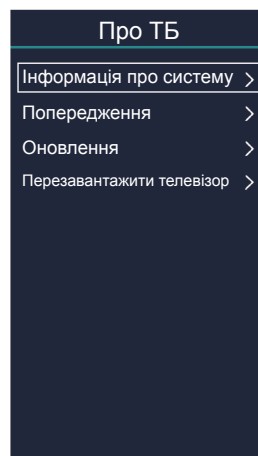 Про ТБ
Інформація про систему
Попередження
Оновлення
Перезавантажити телевізор